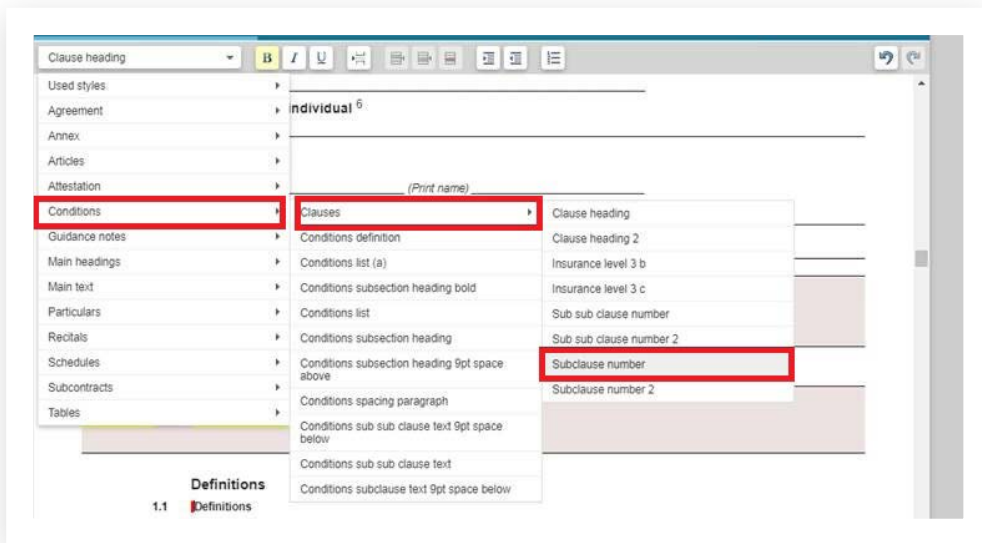 Clause heading
B I U
Used styles
Agreement
Annex
Articles
Attestation
Conditions
Guidance notes
Main headings
Main text
Particulars
Recitals
Schedules
Subcontracts
Tables
ndividual 6
(Print name)
Clauses
Conditions definition
Conditions list (a)
Conditions subsection heading bold
Conditions list
Conditions subsection heading
Conditions subsection heading 9pt space
above
Conditions spacing paragraph
Conditions sub sub clause text 9pt space
below
Conditions sub sub clause text
Conditions subclause text 9pt space below
Clause heading
Clause heading 2
Insurance level 3 b
Insurance level 3 c
Sub sub clause number
Sub sub clause number 2
Subclause number
Subclause number 2
Definitions
1.1 Definitions